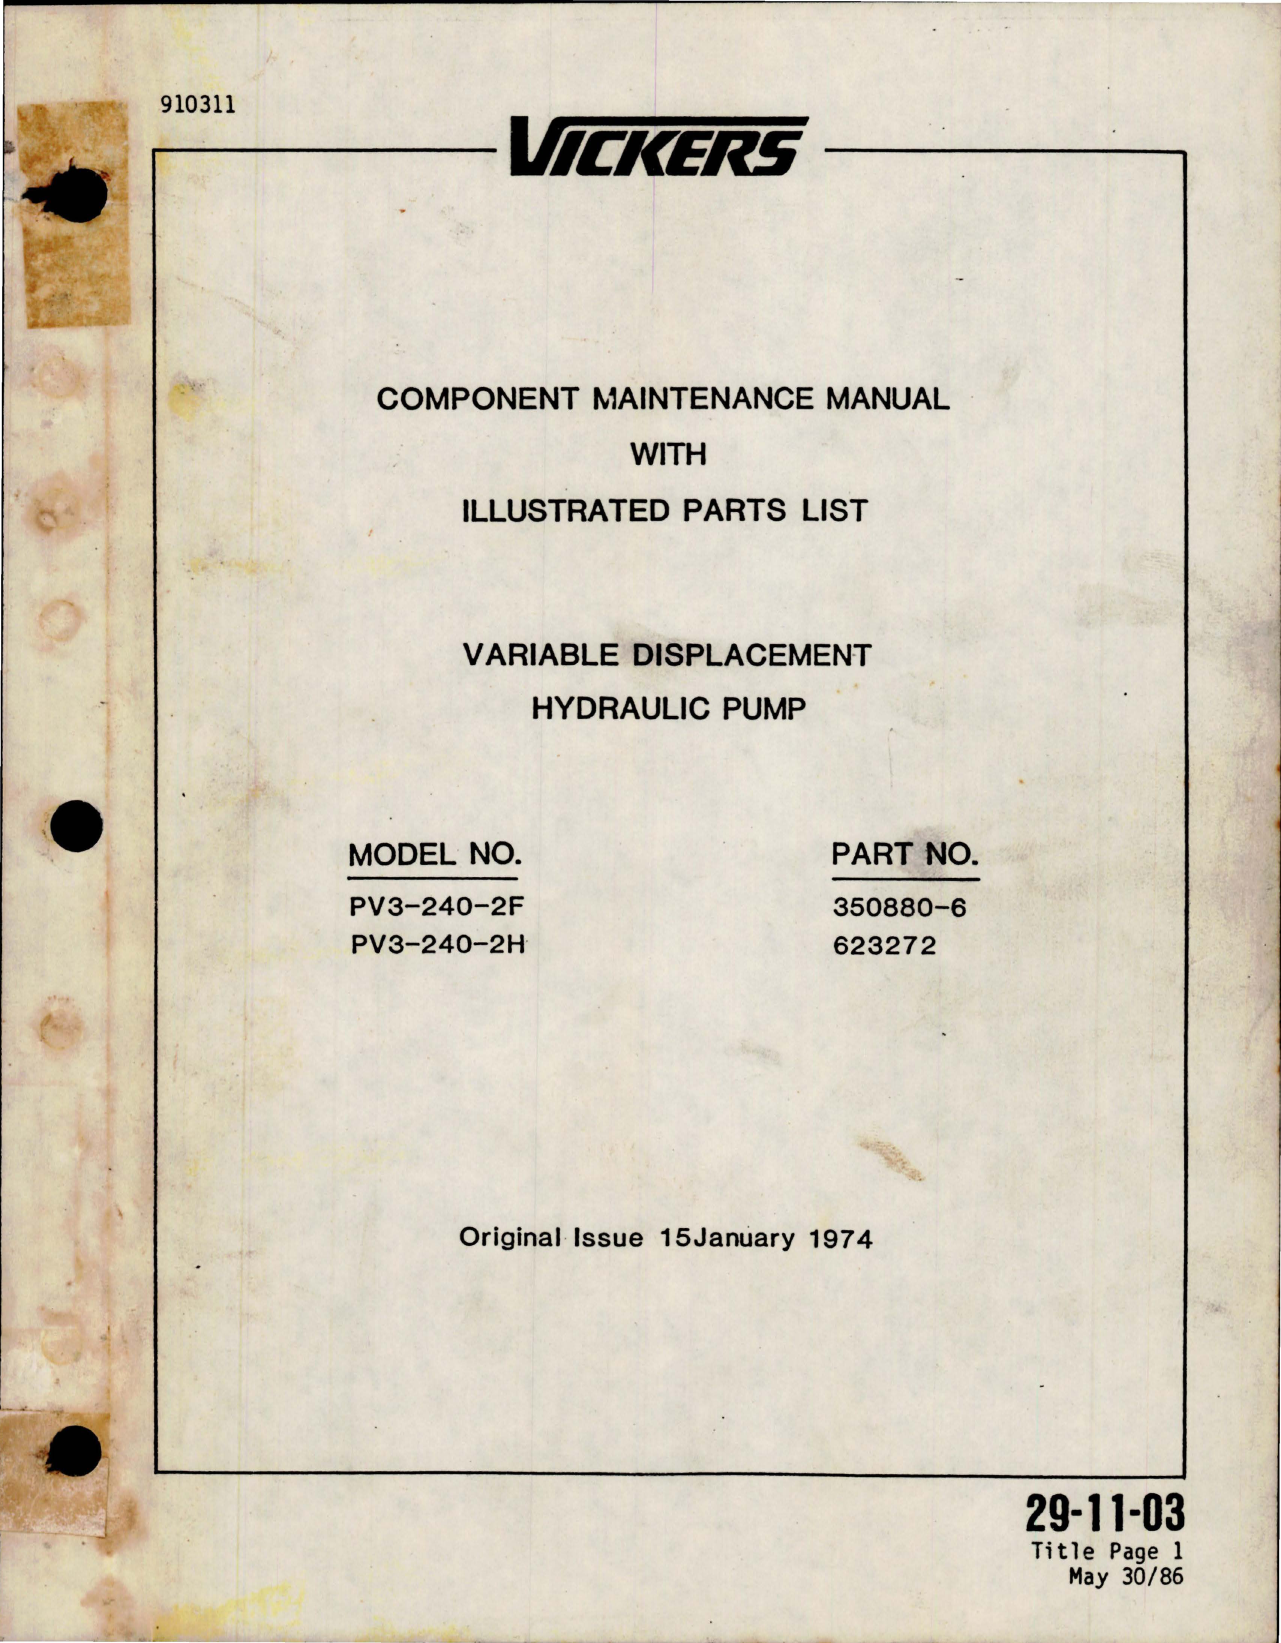 910311
VICKERS
COMPONENT MAINTENANCE MANUAL
WITH
ILLUSTRATED PARTS LIST
VARIABLE DISPLACEMENT
HYDRAULIC PUMP
MODEL NO. PART NO.
PV3-240-2F 350880-6
PV3-240-2H 623272
Original Issue 15January 1974
29-11-03
Title Page 1
May 30/86